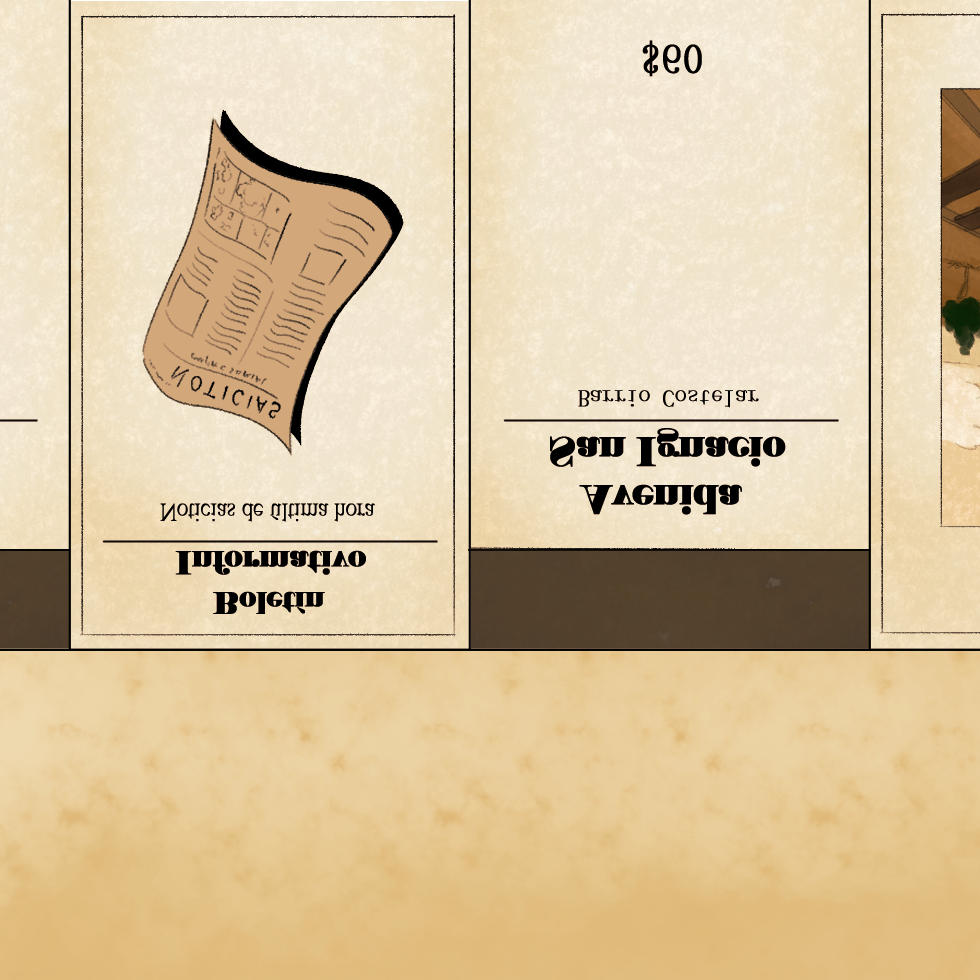 Boletín
Informativo
Noticias de última hora
NOTICIAS
Avenida
San Ignacio
Barrio Costelar
$60